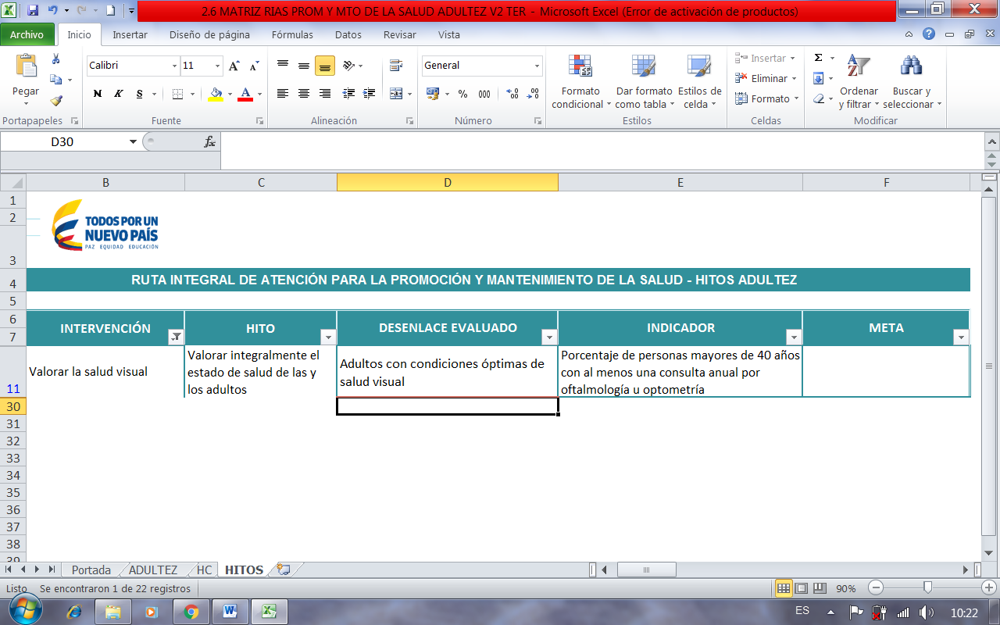 2.6 MATRIZ RIAS PROM Y MTO DE LA SALUD ADULTEZ V2 TER - Microsoft Excel (Error de activación de productos)
Archivo Inicio Insertar Diseño de página Fórmulas Datos Revisar Vista
Pegar
Portapapeles
Calibri 11
N K S
Fuente
Alineación
General
% 000
Número
Formato condicional
Dar formato como tabla
Estilos de celda
Estilos
Insertar
Eliminar
Formato
Celdas
Ordenar y filtrar
Buscar y seleccionar
Modificar
D30 fx
B C D E F
1
2
TODOS POR UN
NUEVO PAÍS
PAZ EQUIDAD EDUCACIÓN
3
4 RUTA INTEGRAL DE ATENCIÓN PARA LA PROMOCIÓN Y MANTENIMIENTO DE LA SALUD - HITOS ADULTEZ
5
6
7
INTERVENCIÓN HITO DESENLACE EVALUADO INDICADOR META
11
Valorar la salud visual
Valorar integralmente el
estado de salud de las y
los adultos
Adultos con condiciones óptimas de
salud visual
Porcentaje de personas mayores de 40 años
con al menos una consulta anual por
oftalmología u optometría
30
31
32
33
34
35
36
37
38
39
Portada ADULTEZ HC HITOS
Listo Se encontraron 1 de 22 registros 90%
ES 10:22